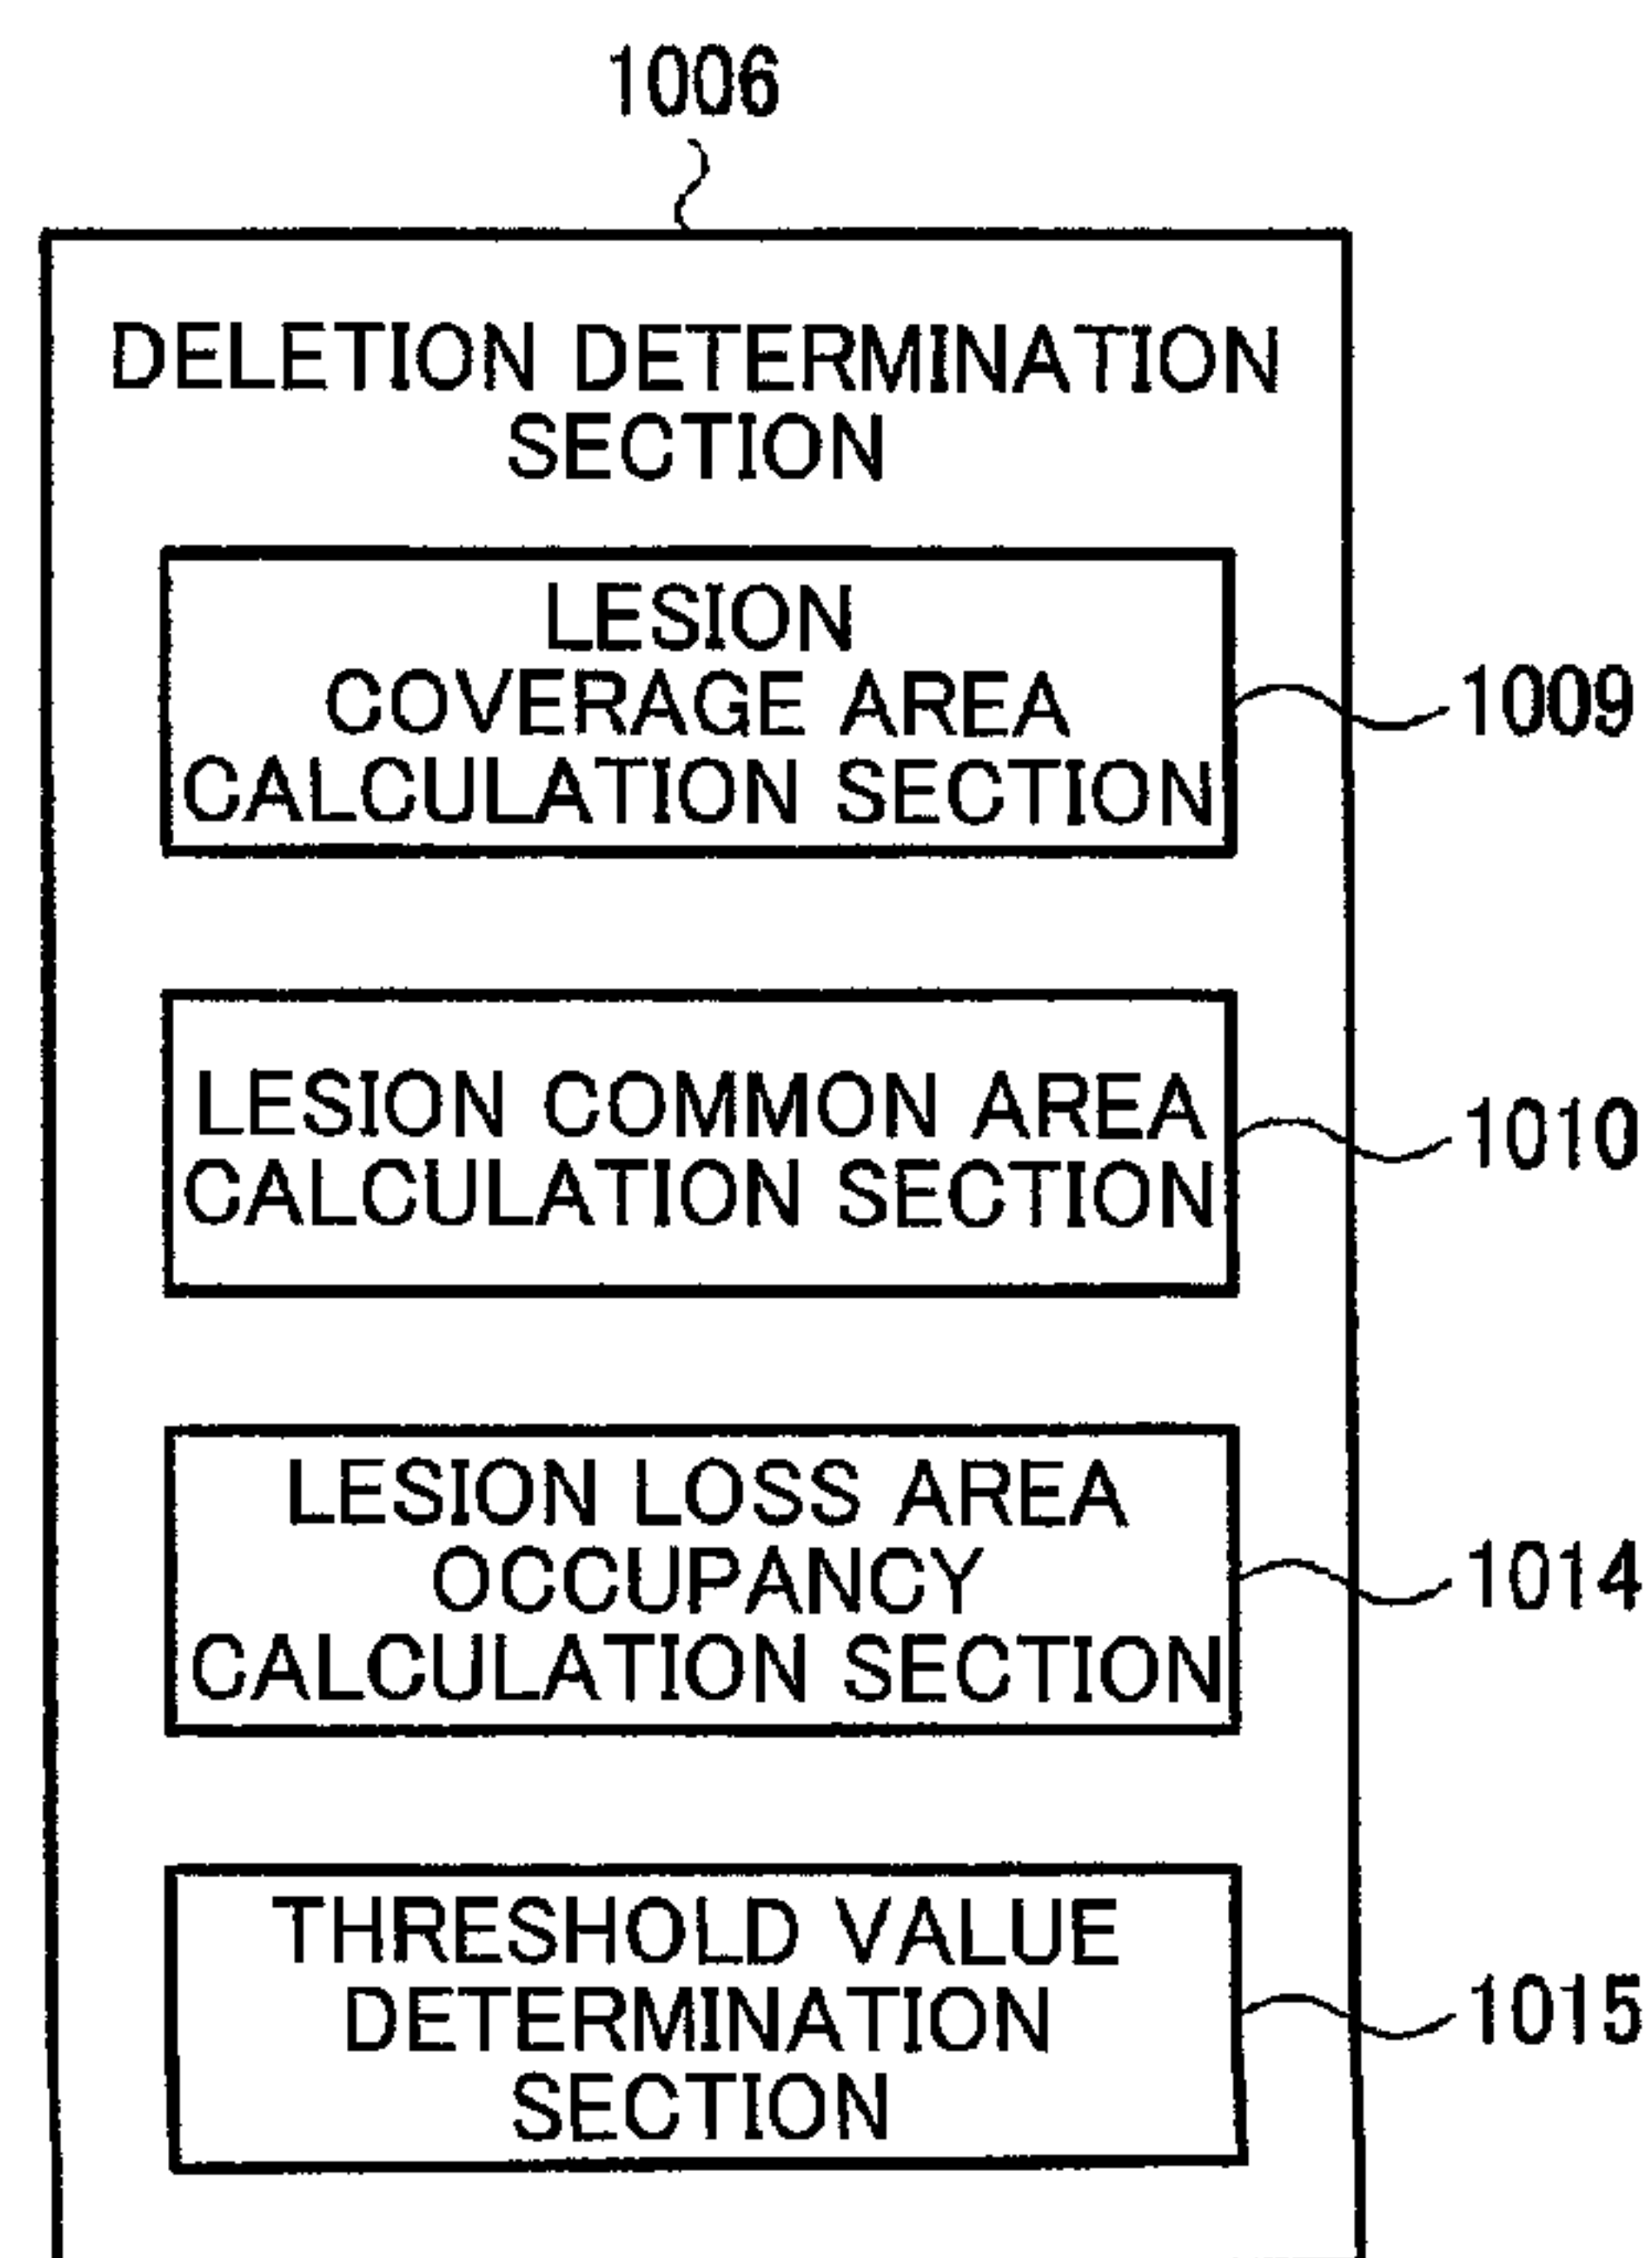 1006
DELETION DETERMINATION
SECTION
LESION
COVERAGE AREA
CALCULATION SECTION
1009
LESION COMMON AREA
CALCULATION SECTION
1010
LESION LOSS AREA
OCCUPANCY
CALCULATION SECTION
1014
THRESHOLD VALUE
DETERMINATION
SECTION
1015